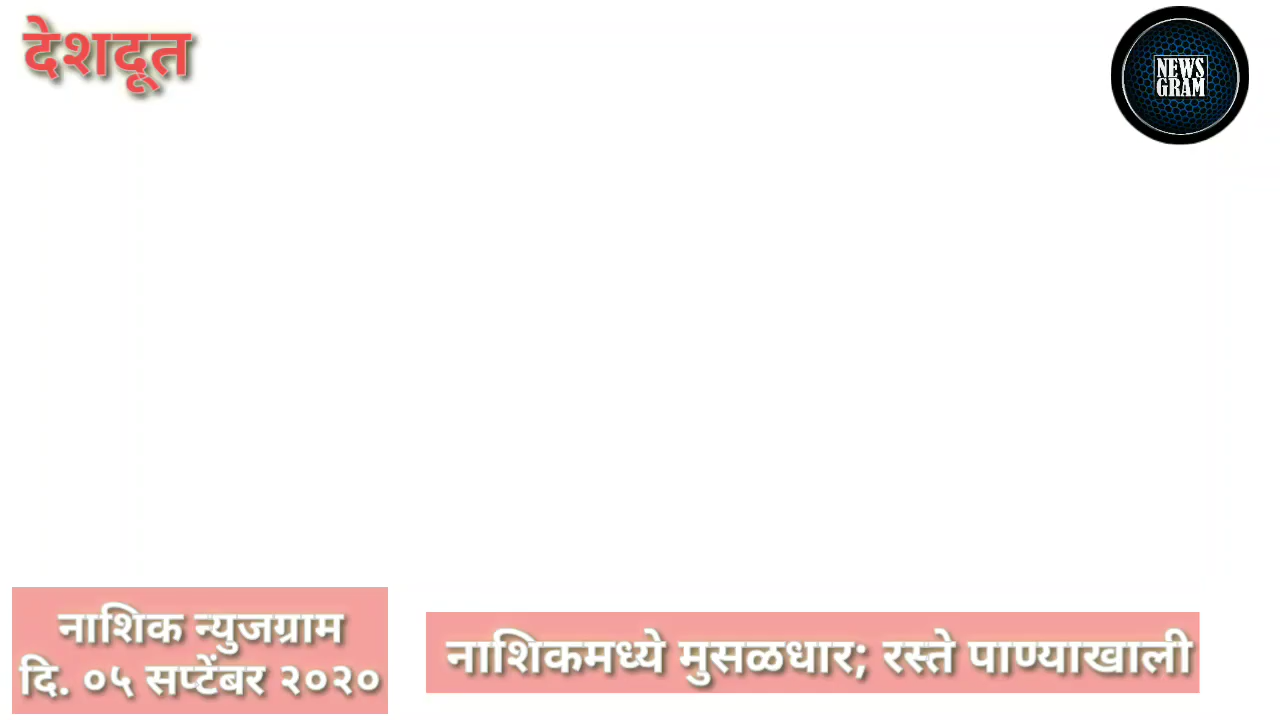 देशदूत
NEWS
GRAM
नाशिक न्युजग्राम
दि. ०५ सप्टेंबर २०२०
नाशिकमध्ये मुसळधार; रस्ते पाण्याखाली